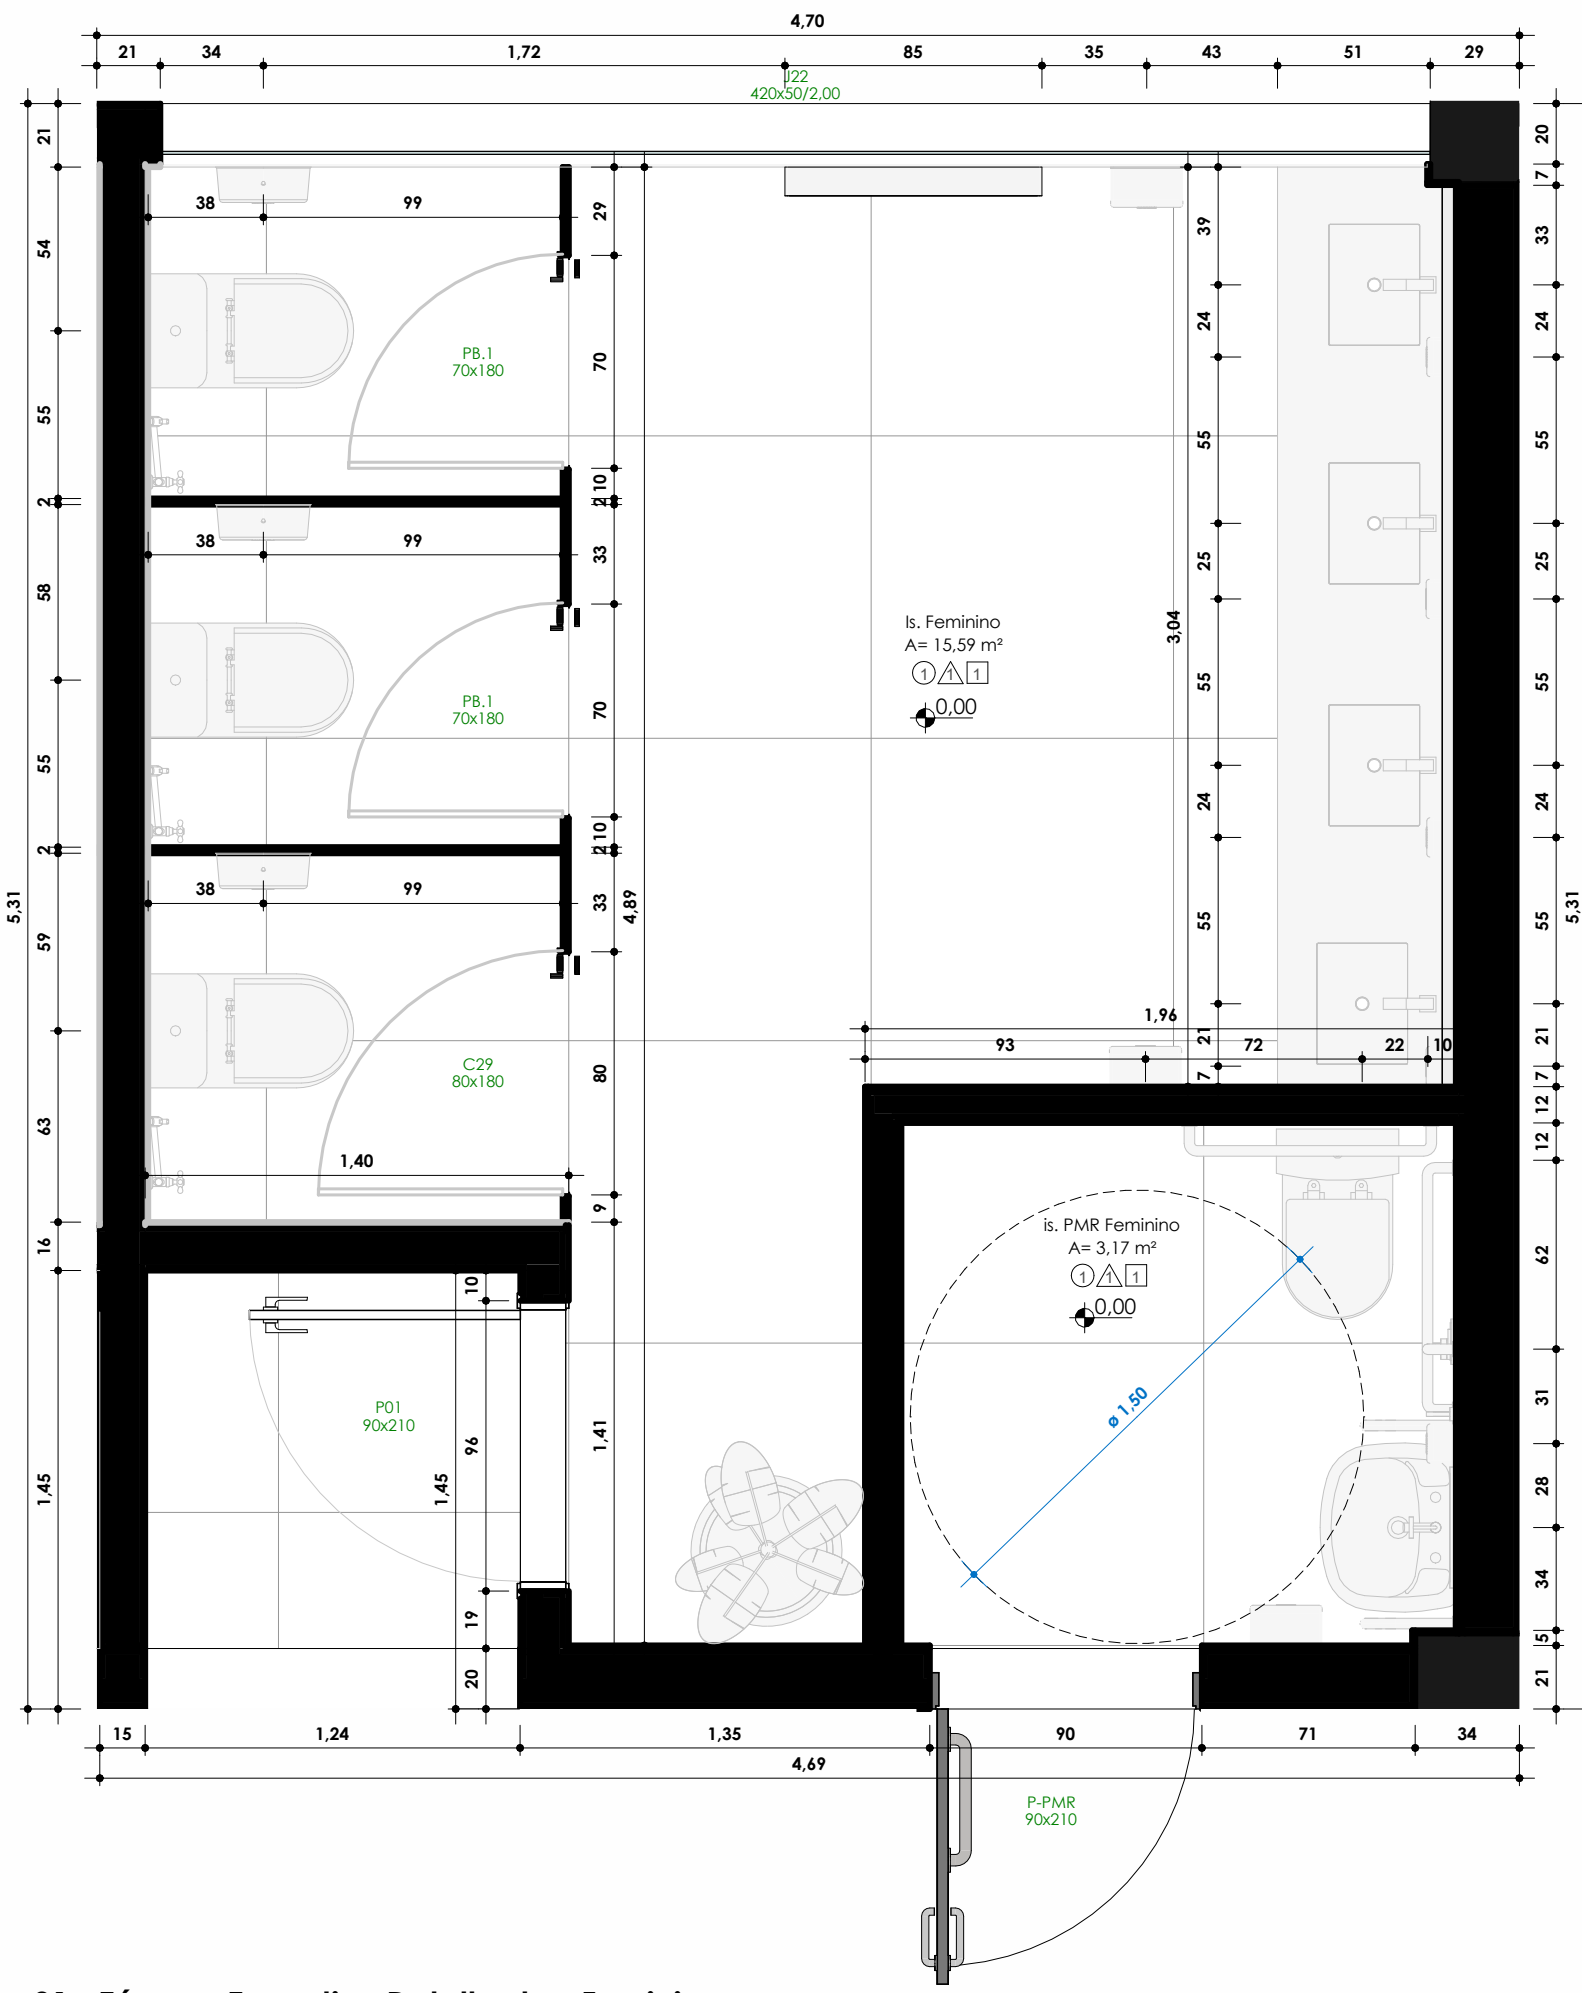 4,70
21 34 1,72 85 35 43 51 29
J22
420x50/2,00
21 54 55 2 58 55 2 59 63 16 1,45
5,31
38 99
29 70 10 2 33 70 10 2 33 80 9 1,41
4,89
PB.1
70x180
38 99
PB.1
70x180
38 99
C29
80x180
1,40
39 24 55 25 55 24 55 21 7
3,04
Is. Feminino
A= 15,59 m²
1 1 1
0,00
1,96
93 72 22 10
20 7 33 24 55 25 55 24 55 21 7 12 12 62 31 28 34 5 21
5,31
is. PMR Feminino
A= 3,17 m²
1 1 1
0,00
ø 1,50
P01
90x210
10 96 19 20
1,45
15 1,24 1,35 90 71 34
4,69
P-PMR
90x210